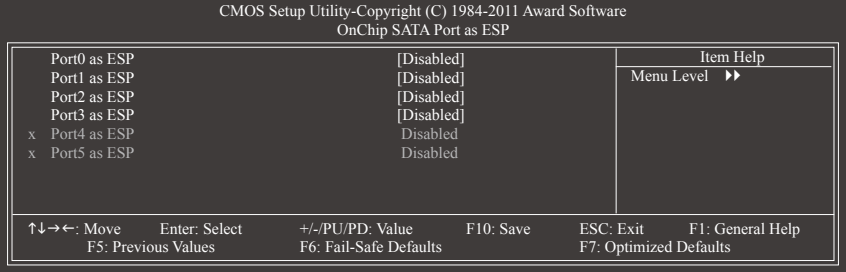 CMOS Setup Utility-Copyright (C) 1984-2011 Award Software
OnChip SATA Port as ESP
Port0 as ESP [Disabled] Item Help
Port1 as ESP [Disabled] Menu Level ▶▶
Port2 as ESP [Disabled]
Port3 as ESP [Disabled]
x Port4 as ESP Disabled
x Port5 as ESP Disabled
↑↓→←: Move Enter: Select +/-/PU/PD: Value F10: Save ESC: Exit F1: General Help
F5: Previous Values F6: Fail-Safe Defaults F7: Optimized Defaults